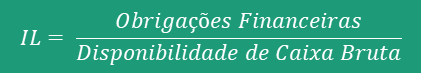 IL = Obrigações Financeiras
Disponibilidade de Caixa Bruta